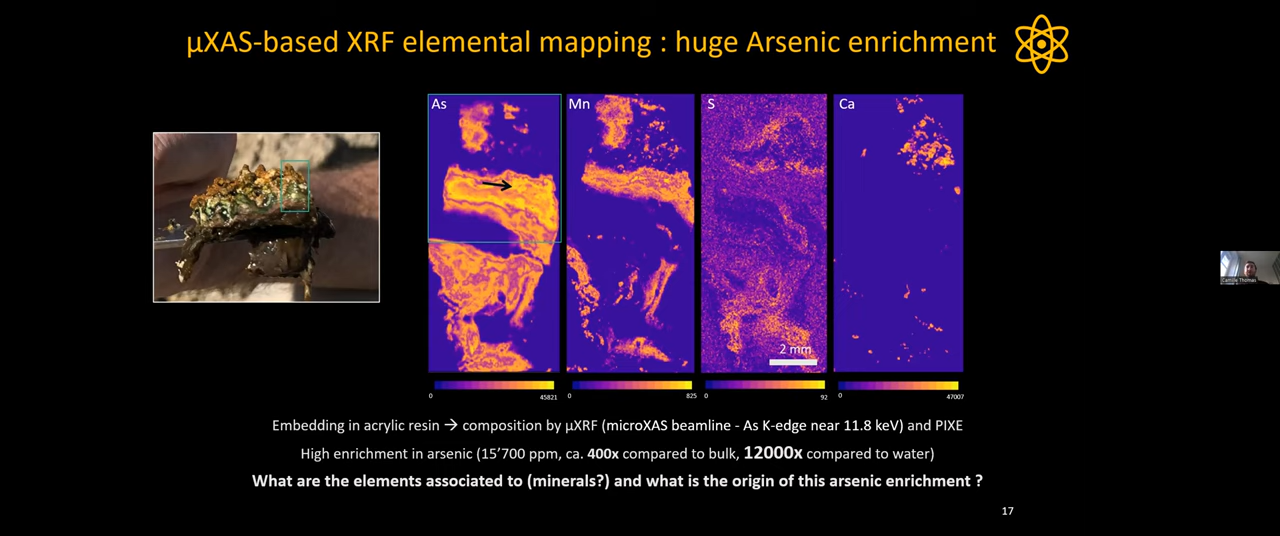 µXAS-based XRF elemental mapping : huge Arsenic enrichment
As Mn S Ca
2 mm
0 45821 0 825 0 92 0 47007
Embedding in acrylic resin → composition by µXRF (microXAS beamline - As K-edge near 11.8 keV) and PIXE
High enrichment in arsenic (15'700 ppm, ca. 400x compared to bulk, 12000x compared to water)
What are the elements associated to (minerals?) and what is the origin of this arsenic enrichment ?
17
Camille Thomas